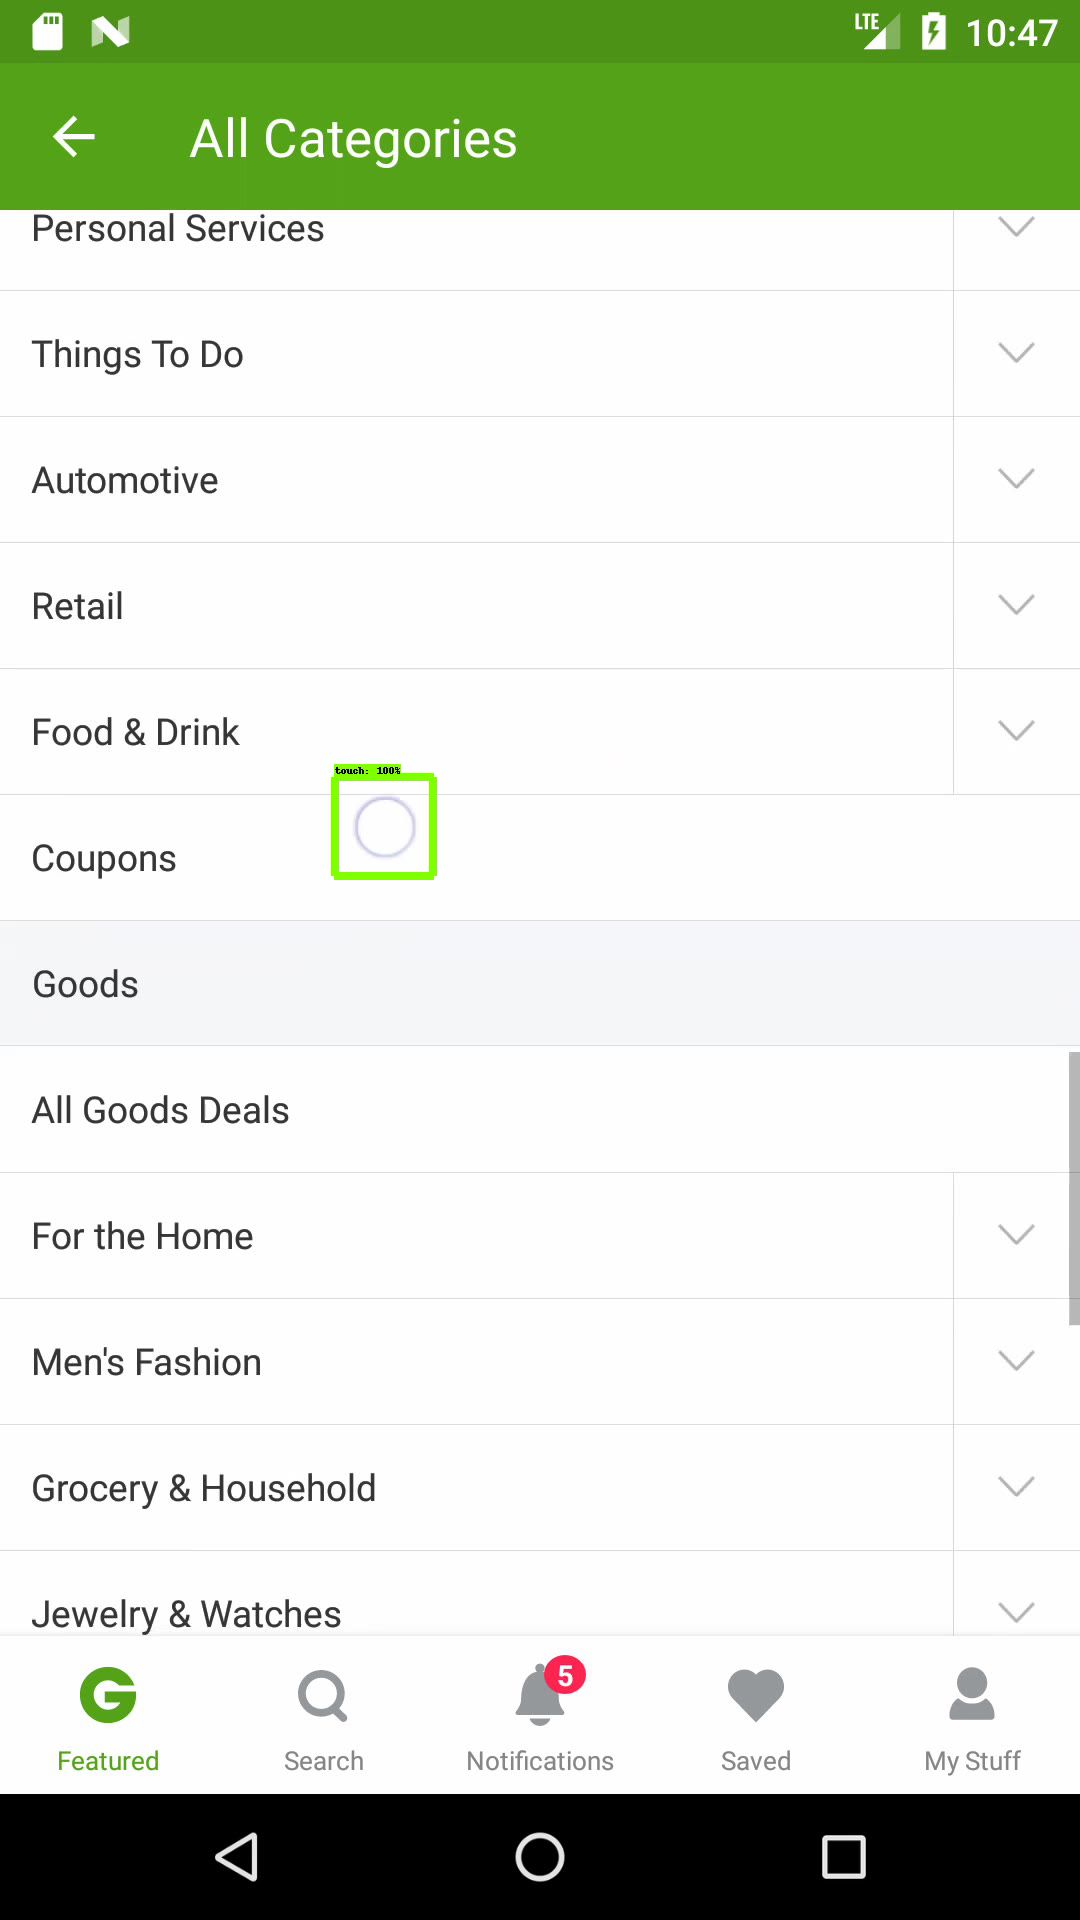 LTE 10:47
All Categories
Personal Services
Things To Do
Automotive
Retail
Food & Drink
touch: 100%
Coupons
Goods
All Goods Deals
For the Home
Men's Fashion
Grocery & Household
Jewelry & Watches
5
Featured Search Notifications Saved My Stuff